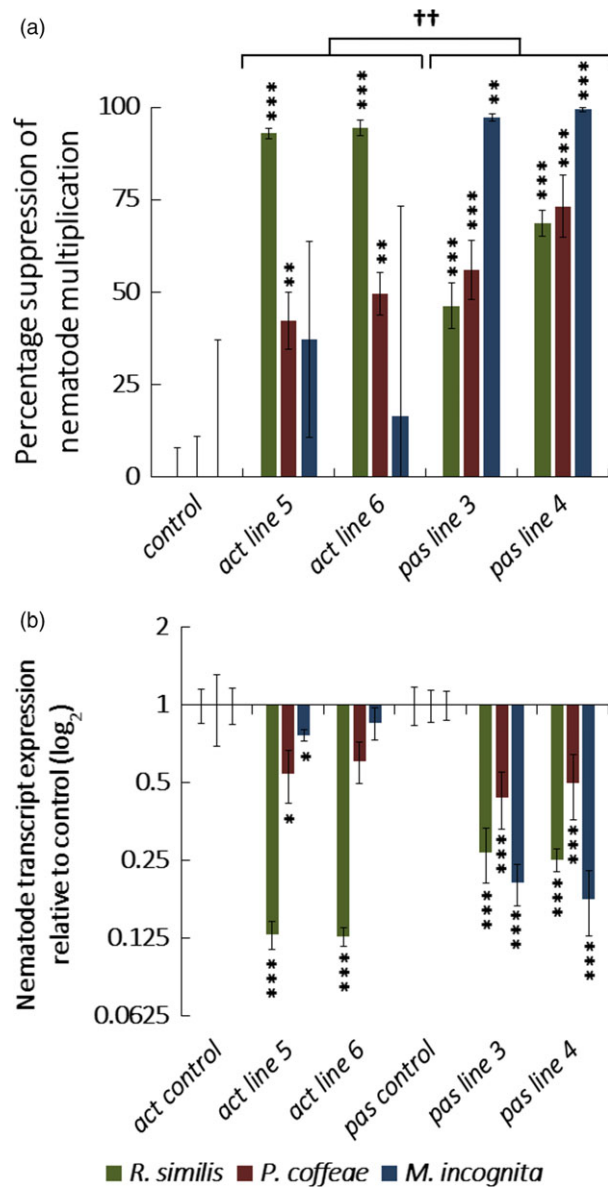 (a)
††
Percentage suppression of
nematode multiplication
100
75
50
25
0
*** ** *** ** *** *** ** *** *** ***
control
act line 5
act line 6
pas line 3
pas line 4
(b)
Nematode transcript expression
relative to control (log2)
2
1
0.5
0.25
0.125
0.0625
*** * * *** *** *** *** *** *** ***
act control
act line 5
act line 6
pas control
pas line 3
pas line 4
R. similis P. coffeae M. incognita